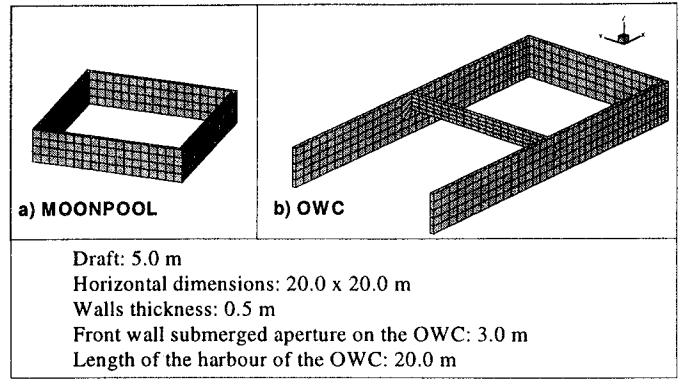 a) MOONPOOL
b) OWC
Draft: 5.0 m
Horizontal dimensions: 20.0 x 20.0 m
Walls thickness: 0.5 m
Front wall submerged aperture on the OWC: 3.0 m
Length of the harbour of the OWC: 20.0 m